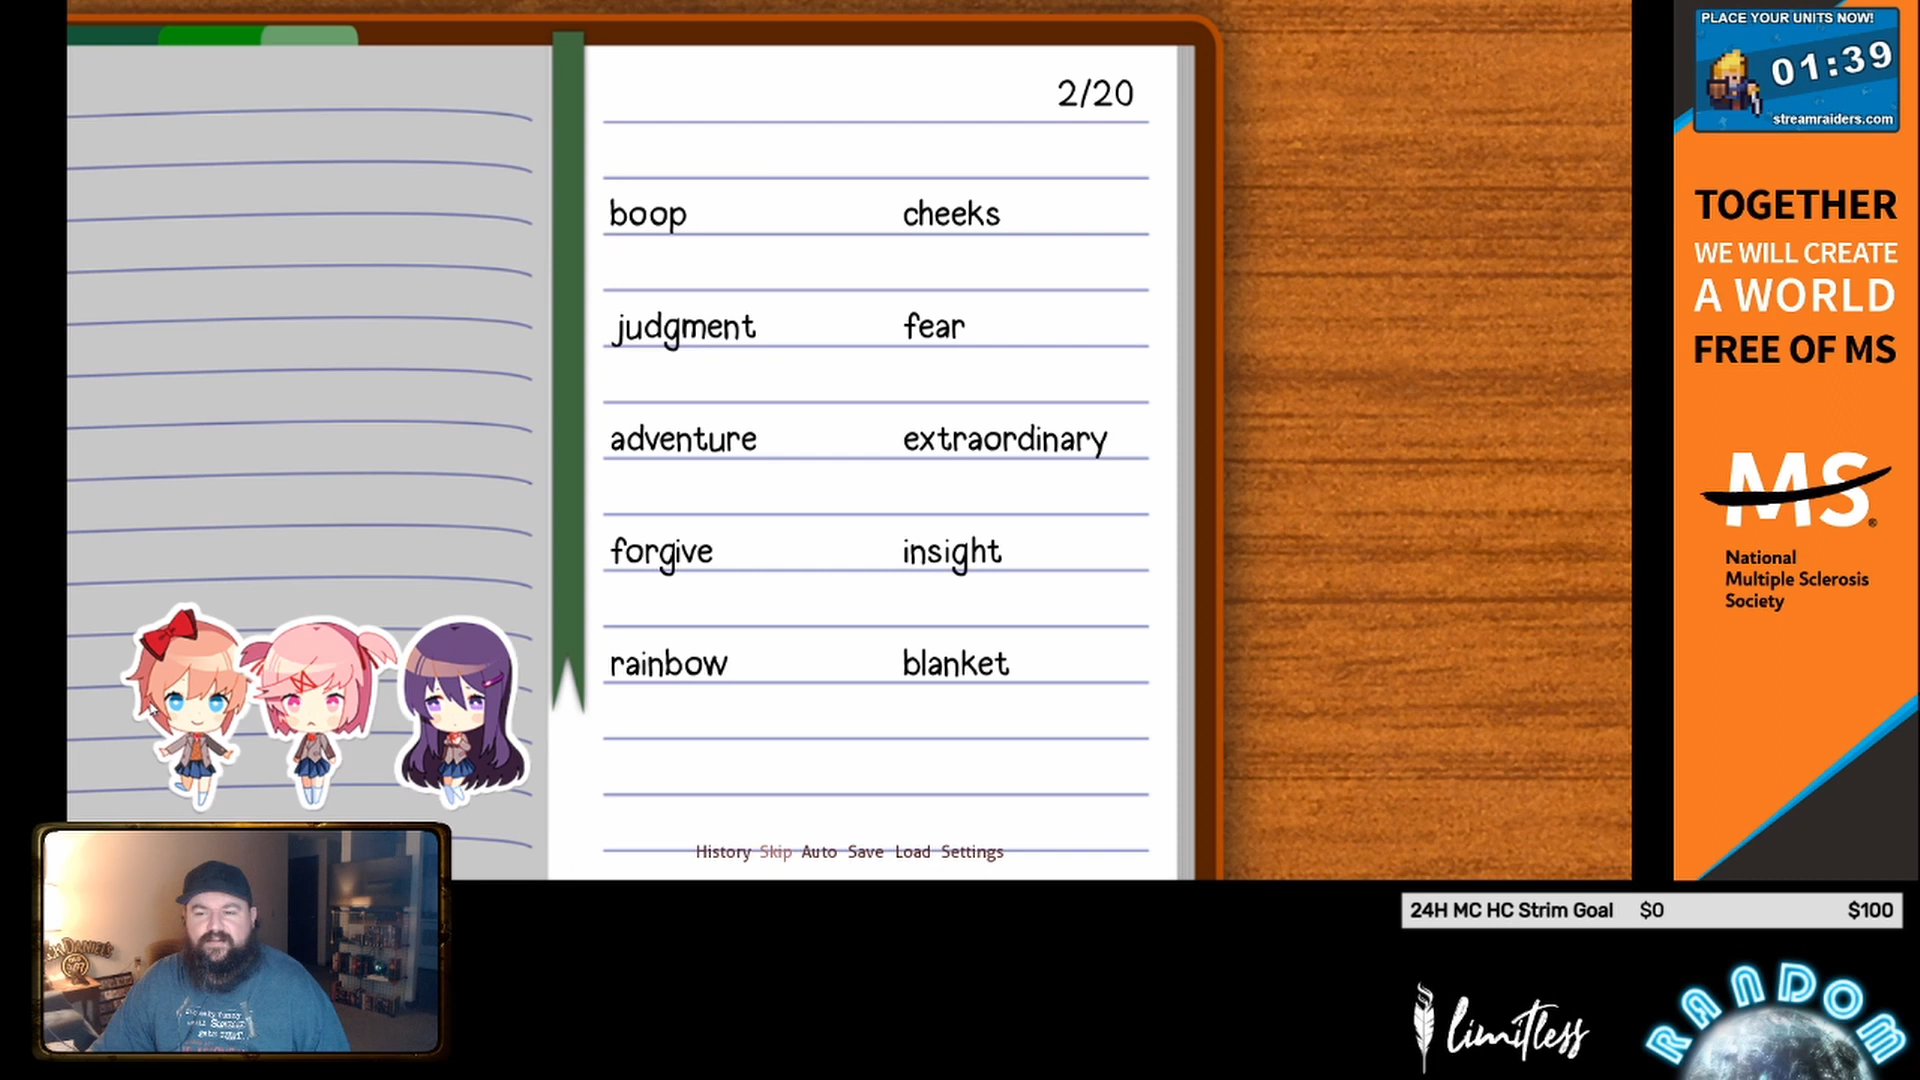 2/20
boop cheeks
judgment fear
adventure extraordinary
forgive insight
rainbow blanket
History Skip Auto Save Load Settings
PLACE YOUR UNITS NOW!
01:39
streamraiders.com
TOGETHER
WE WILL CREATE
A WORLD
FREE OF MS
MS
National
Multiple Sclerosis
Society
24H MC HC Strim Goal $0 $100
limitless
RANDOM